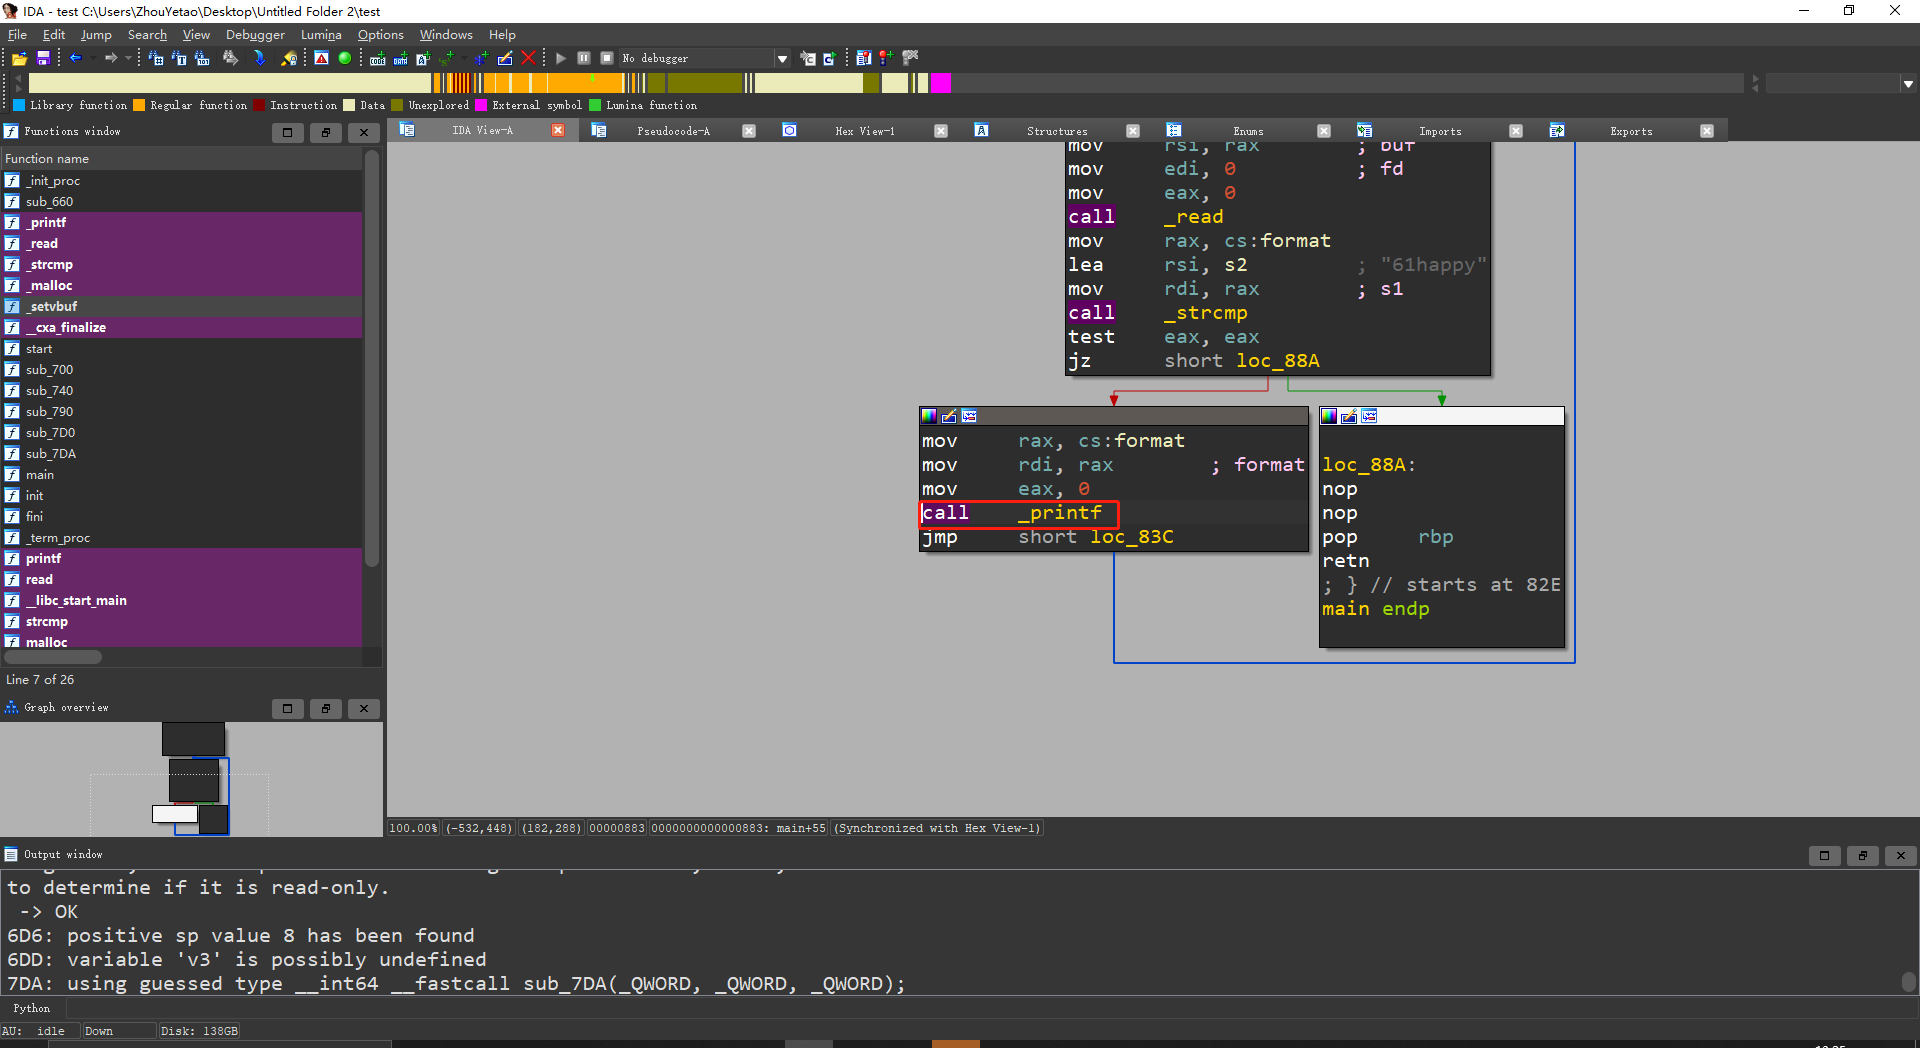 IDA - test C:\Users\ZhouYetao\Desktop\Untitled Folder 2\test
File Edit Jump Search View Debugger Lumina Options Windows Help
No debugger
Library function Regular function Instruction Data Unexplored External symbol Lumina function
Functions window
Function name
_init_proc
sub_660
_printf
_read
_strcmp
_malloc
_setvbuf
__cxa_finalize
start
sub_700
sub_740
sub_790
sub_7D0
sub_7DA
main
init
fini
_term_proc
printf
read
__libc_start_main
strcmp
malloc
Line 7 of 26
Graph overview
IDA View-A Pseudocode-A Hex View-1 Structures Enums Imports Exports
mov rsi, rax ; buf
mov edi, 0 ; fd
mov eax, 0
call _read
mov rax, cs:format
lea rsi, s2 ; "61happy"
mov rdi, rax ; s1
call _strcmp
test eax, eax
jz short loc_88A
mov rax, cs:format
mov rdi, rax ; format
mov eax, 0
call _printf
jmp short loc_83C
loc_88A:
nop
nop
pop rbp
retn
; } // starts at 82E
main endp
100.00% (-532,448) (182,288) 00000883 0000000000000883: main+55 (Synchronized with Hex View-1)
Output window
to determine if it is read-only.
-> OK
6D6: positive sp value 8 has been found
6DD: variable 'v3' is possibly undefined
7DA: using guessed type __int64 __fastcall sub_7DA(_QWORD, _QWORD, _QWORD);
Python
AU: idle Down Disk: 138GB